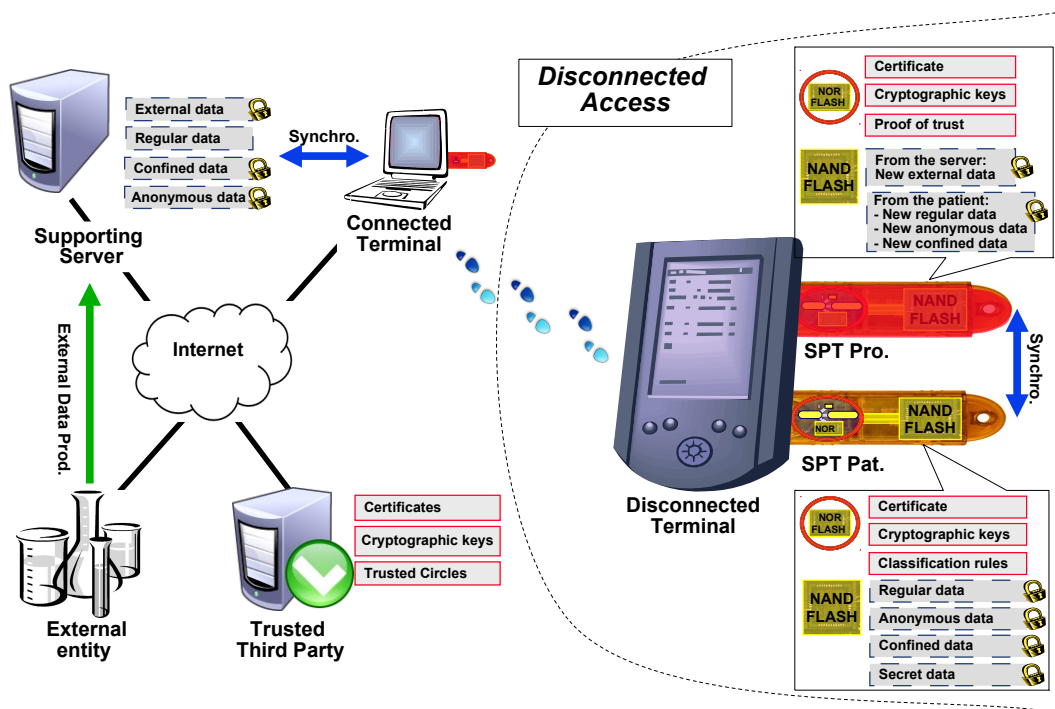 External data
Regular data
Confined data
Anonymous data
Supporting
Server
Synchro.
Connected
Terminal
Disconnected
Access
Internet
External Data Prod.
External
entity
Certificates
Cryptographic keys
Trusted Circles
Trusted
Third Party
NOR
FLASH
Certificate
Cryptographic keys
Proof of trust
NAND
FLASH
From the server:
New external data
From the patient:
- New regular data
- New anonymous data
- New confined data
NAND
FLASH
SPT Pro.
Synchro.
NOR
NAND
FLASH
SPT Pat.
Disconnected
Terminal
NOR
FLASH
Certificate
Cryptographic keys
Classification rules
NAND
FLASH
Regular data
Anonymous data
Confined data
Secret data